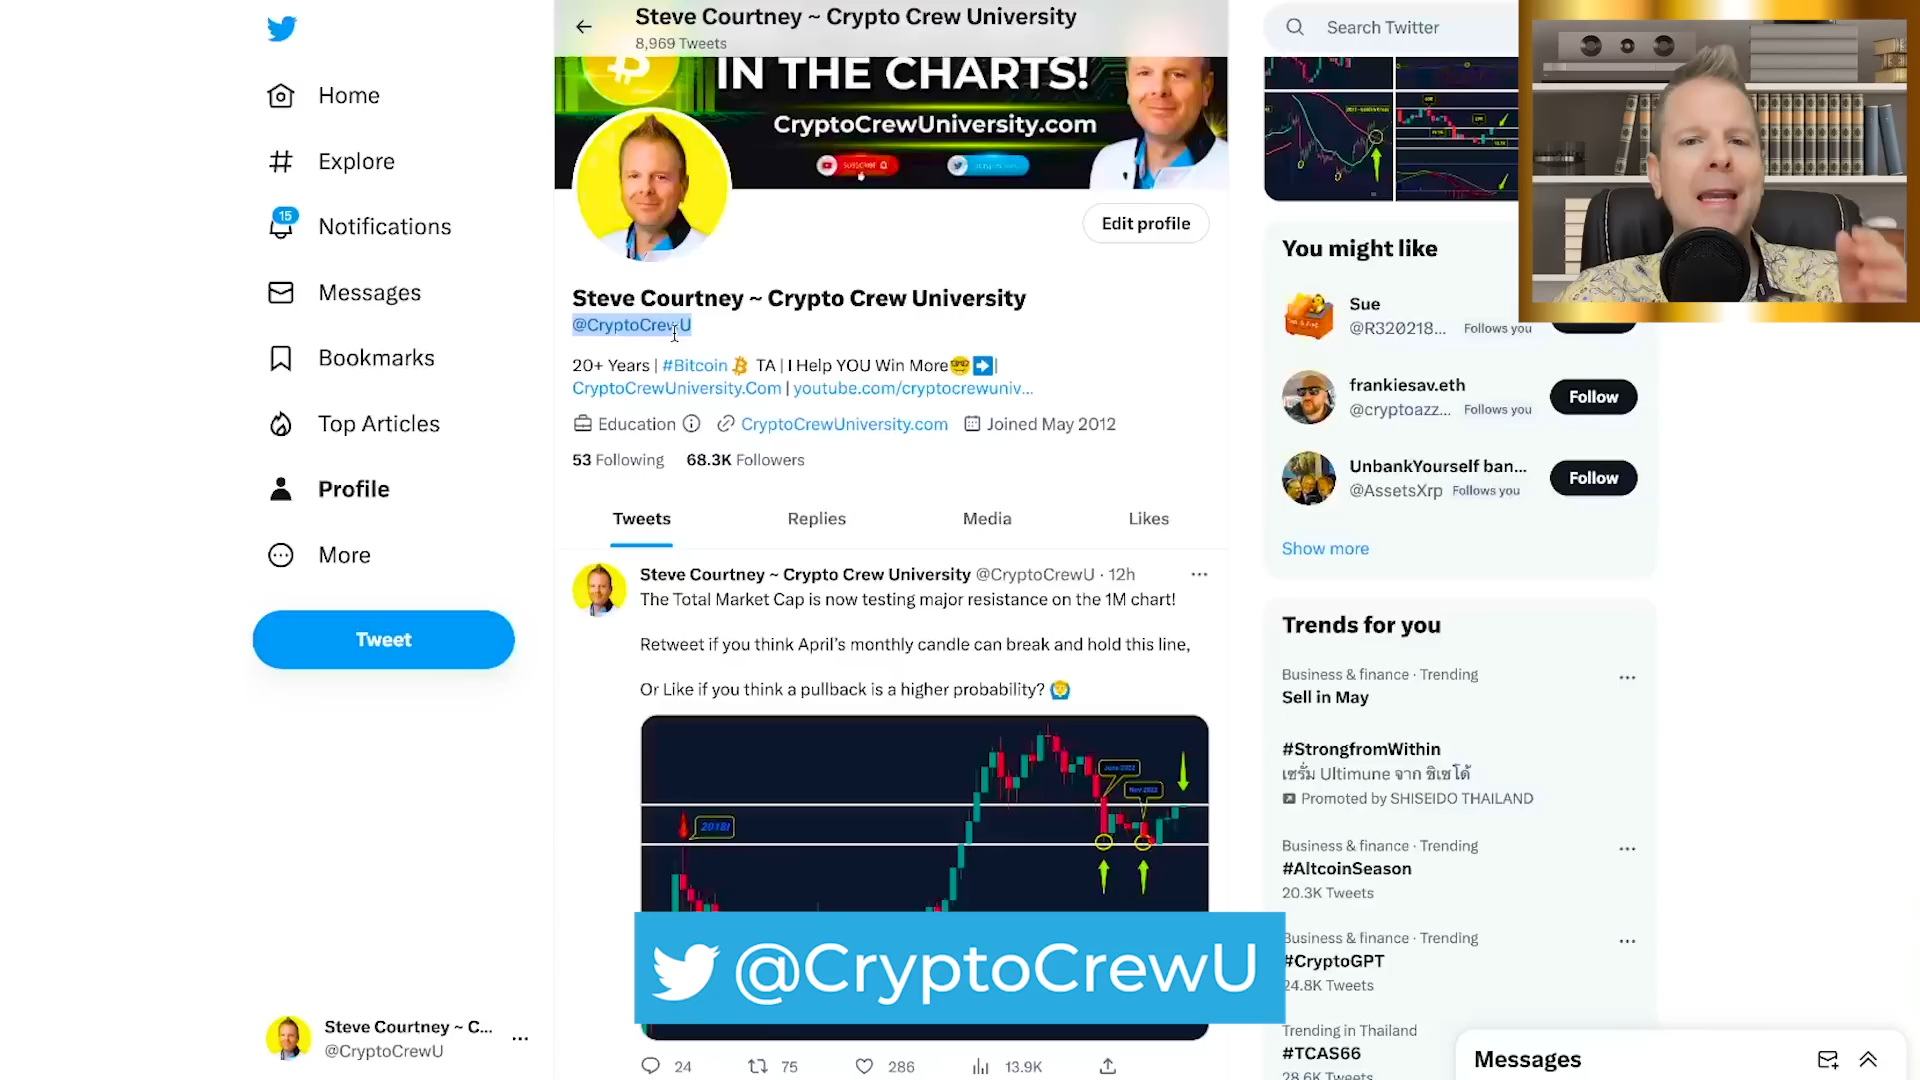 Home
Explore
15
Notifications
Messages
Bookmarks
Top Articles
Profile
More
Tweet
Steve Courtney ~ C...
@CryptoCrewU
Steve Courtney ~ Crypto Crew University
8,969 Tweets
IN THE CHARTS!
CryptoCrewUniversity.com
SUBSCRIBE
Edit profile
Steve Courtney ~ Crypto Crew University
@CryptoCrewU
20+ Years | #Bitcoin TA | I Help YOU Win More |
CryptoCrewUniversity.Com | youtube.com/cryptocrewuniv...
Education CryptoCrewUniversity.com Joined May 2012
53 Following 68.3K Followers
Tweets Replies Media Likes
Steve Courtney ~ Crypto Crew University @CryptoCrewU · 12h
The Total Market Cap is now testing major resistance on the 1M chart!
Retweet if you think April's monthly candle can break and hold this line,
Or Like if you think a pullback is a higher probability?
June 2022
Nov 2022
2018!
@CryptoCrewU
24 75 286 13.9K
Search Twitter
You might like
Sue
@R320218... Follows you
frankiesav.eth
@cryptoazz... Follows you
Follow
UnbankYourself ban...
@AssetsXrp Follows you
Follow
Show more
Trends for you
Business & finance · Trending
Sell in May
#StrongfromWithin
เซรั่ม Ultimune จาก ชิเซโด้
Promoted by SHISEIDO THAILAND
Business & finance · Trending
#AltcoinSeason
20.3K Tweets
Business & finance · Trending
#CryptoGPT
24.8K Tweets
Trending in Thailand
#TCAS66
28.6K Tweets
Messages